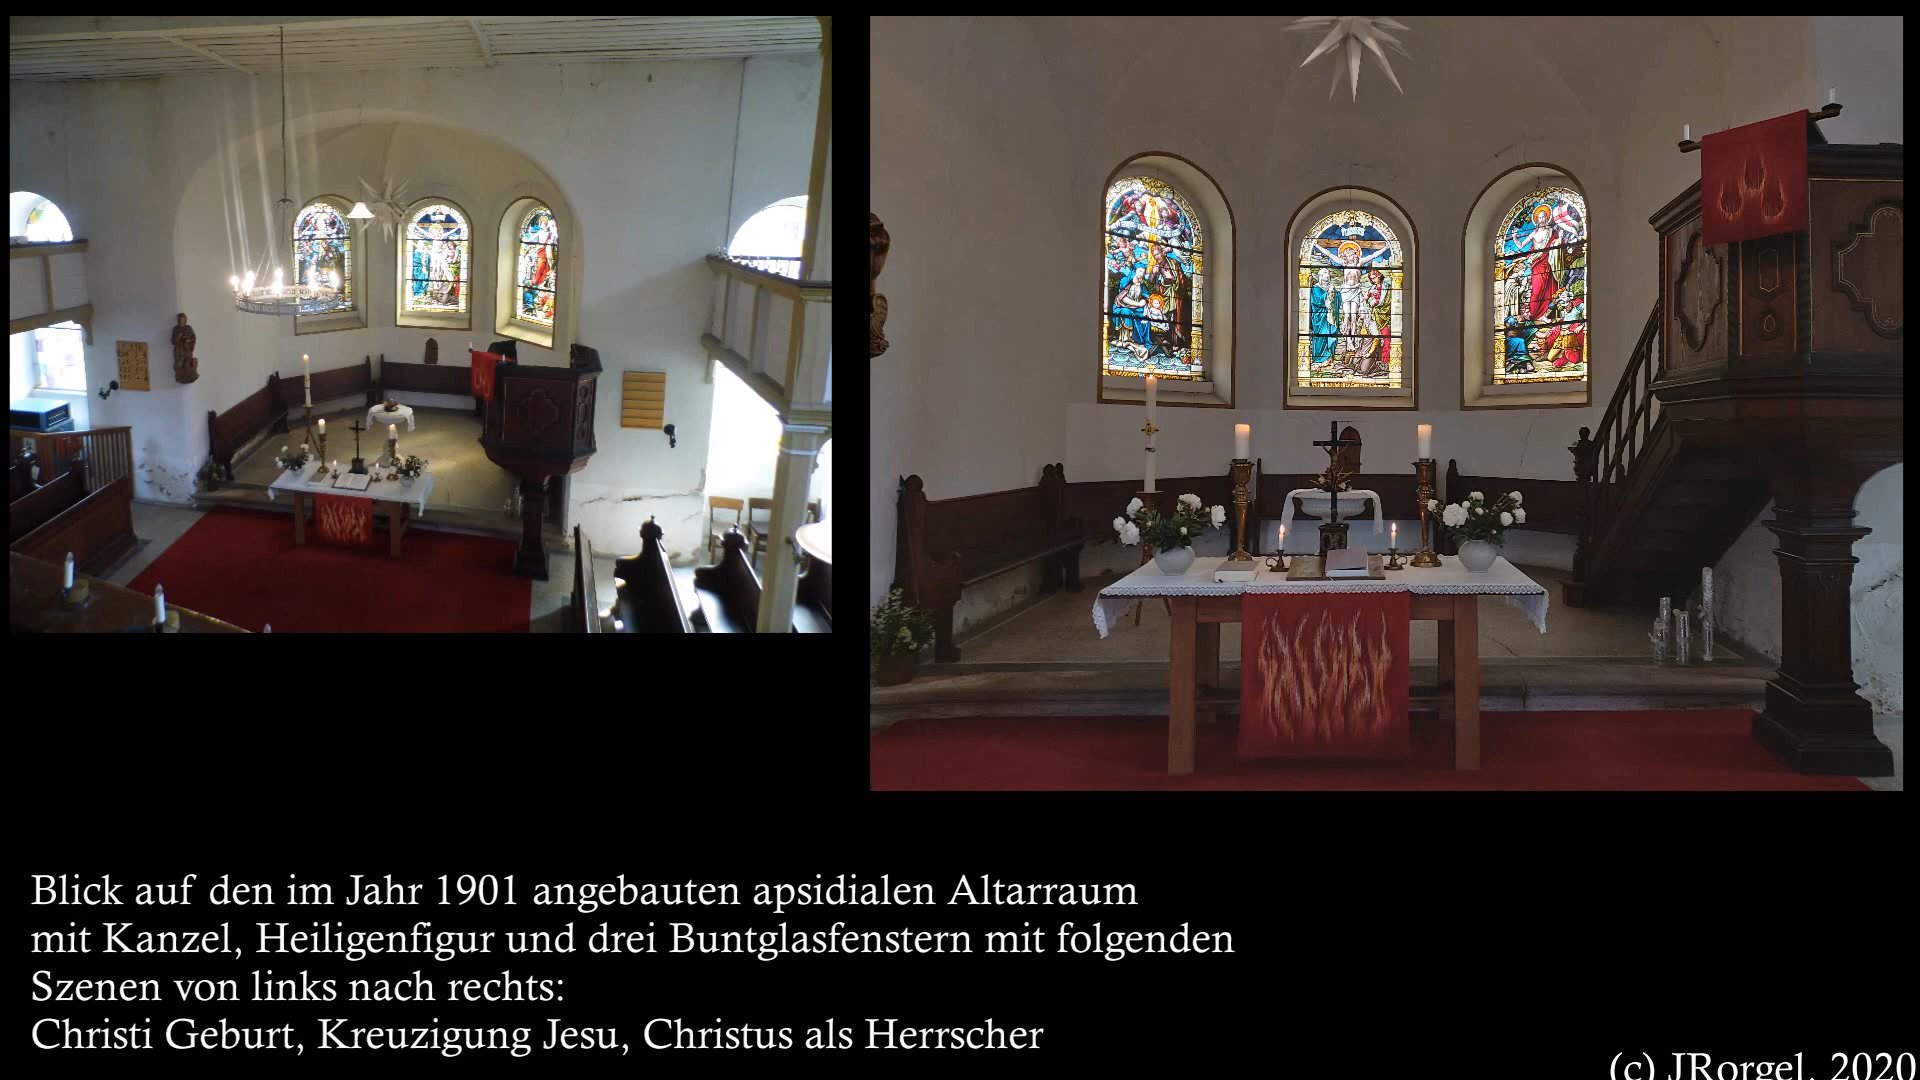 Blick auf den im Jahr 1901 angebauten apsidialen Altarraum
mit Kanzel, Heiligenfigur und drei Buntglasfenstern mit folgenden
Szenen von links nach rechts:
Christi Geburt, Kreuzigung Jesu, Christus als Herrscher
(c) JRorgel, 2020